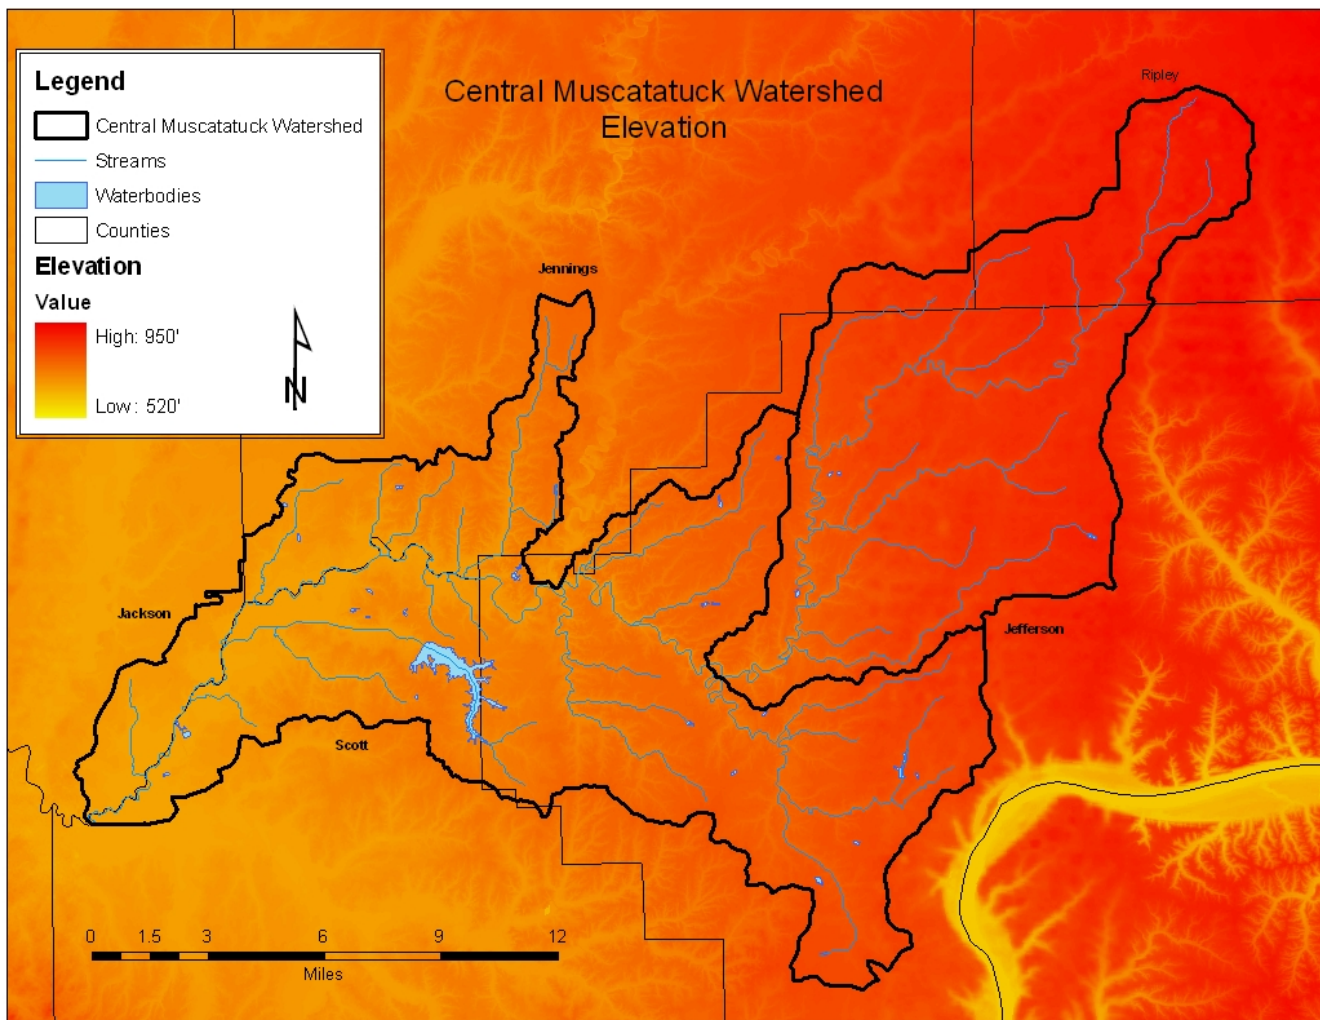 Central Muscatatuck Watershed
Elevation
Legend
Central Muscatatuck Watershed
Streams
Waterbodies
Counties
Elevation
Value
High: 950'
Low : 520'
N
Ripley
Jennings
Jackson
Jefferson
Scott
0 1.5 3 6 9 12
Miles